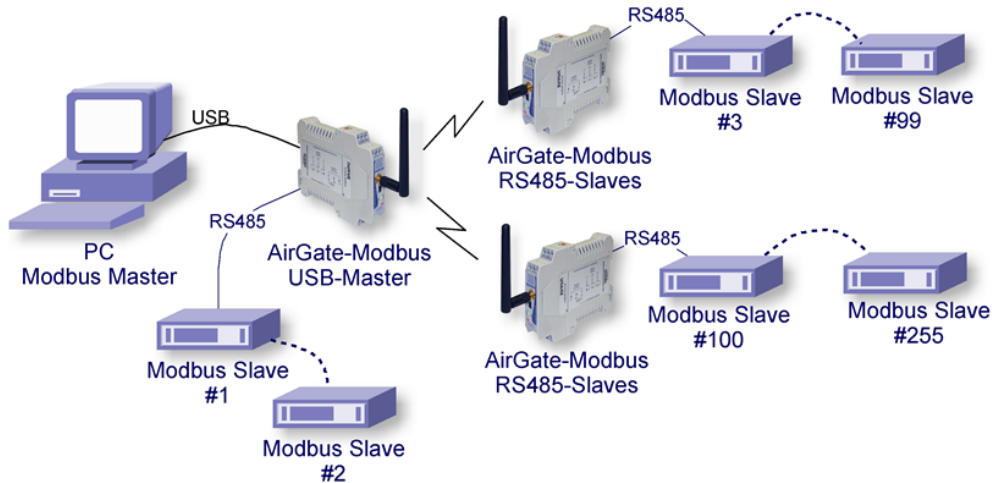 USB
PC
Modbus Master
RS485
AirGate-Modbus
USB-Master
Modbus Slave
#1
Modbus Slave
#2
RS485
AirGate-Modbus
RS485-Slaves
Modbus Slave
#3
Modbus Slave
#99
RS485
AirGate-Modbus
RS485-Slaves
Modbus Slave
#100
Modbus Slave
#255